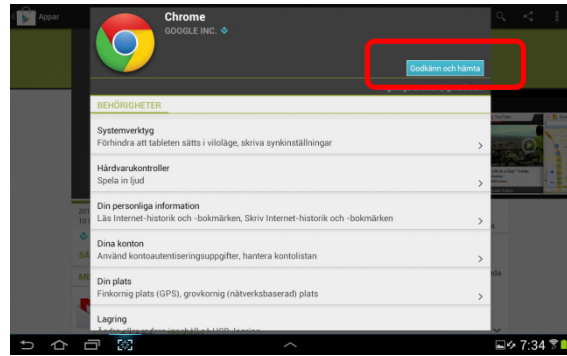 Appar
Chrome
GOOGLE INC.
Godkänn och hämta
BEHÖRIGHETER
Systemverktyg
Förhindra att tableten sätts i viloläge, skriva synkinställningar
Hårdvarukontroller
Spela in ljud
Din personliga information
Läs Internet-historik och -bokmärken, Skriv Internet-historik och -bokmärken
Dina konton
Använd kontoautentiseringsuppgifter, hantera kontolistan
Din plats
Finkornig plats (GPS), grovkornig (nätverksbaserad) plats
Lagring
7:34